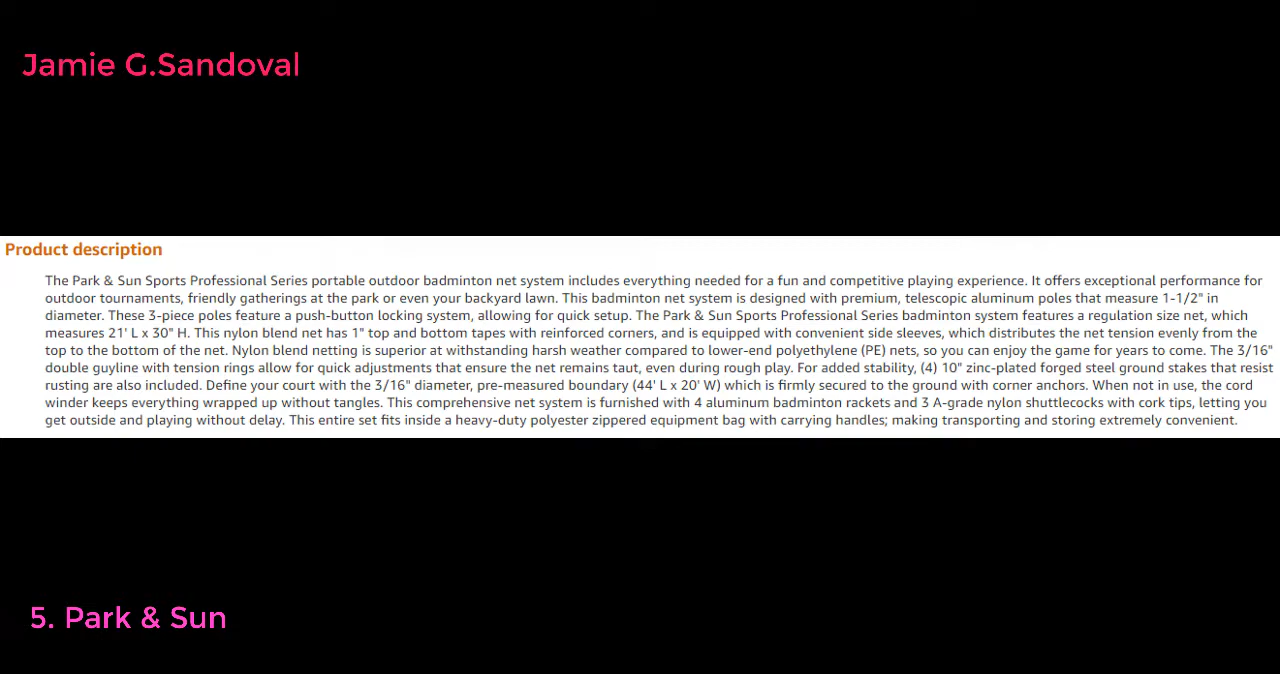 Jamie G.Sandoval
Product description
The Park & Sun Sports Professional Series portable outdoor badminton net system includes everything needed for a fun and competitive playing experience. It offers exceptional performance for
outdoor tournaments, friendly gatherings at the park or even your backyard lawn. This badminton net system is designed with premium, telescopic aluminum poles that measure 1-1/2" in
diameter. These 3-piece poles feature a push-button locking system, allowing for quick setup. The Park & Sun Sports Professional Series badminton system features a regulation size net, which
measures 21' L x 30" H. This nylon blend net has 1" top and bottom tapes with reinforced corners, and is equipped with convenient side sleeves, which distributes the net tension evenly from the
top to the bottom of the net. Nylon blend netting is superior at withstanding harsh weather compared to lower-end polyethylene (PE) nets, so you can enjoy the game for years to come. The 3/16"
double guyline with tension rings allow for quick adjustments that ensure the net remains taut, even during rough play. For added stability, (4) 10" zinc-plated forged steel ground stakes that resist
rusting are also included. Define your court with the 3/16" diameter, pre-measured boundary (44' L x 20' W) which is firmly secured to the ground with corner anchors. When not in use, the cord
winder keeps everything wrapped up without tangles. This comprehensive net system is furnished with 4 aluminum badminton rackets and 3 A-grade nylon shuttlecocks with cork tips, letting you
get outside and playing without delay. This entire set fits inside a heavy-duty polyester zippered equipment bag with carrying handles; making transporting and storing extremely convenient.
5. Park & Sun